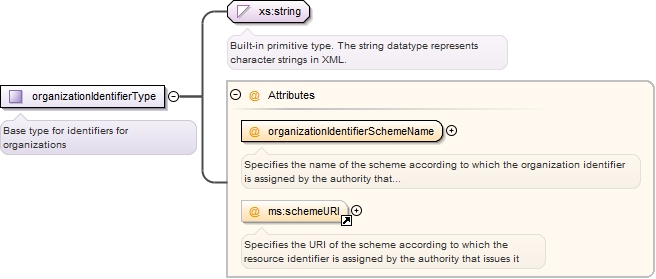 xs:string
Built-in primitive type. The string datatype represents
character strings in XML.
organizationIdentifierType
Base type for identifiers for
organizations
@ Attributes
@ organizationIdentifierSchemeName
Specifies the name of the scheme according to which the organization identifier
is assigned by the authority that...
@ ms:schemeURI
Specifies the URI of the scheme according to which the
resource identifier is assigned by the authority that issues it